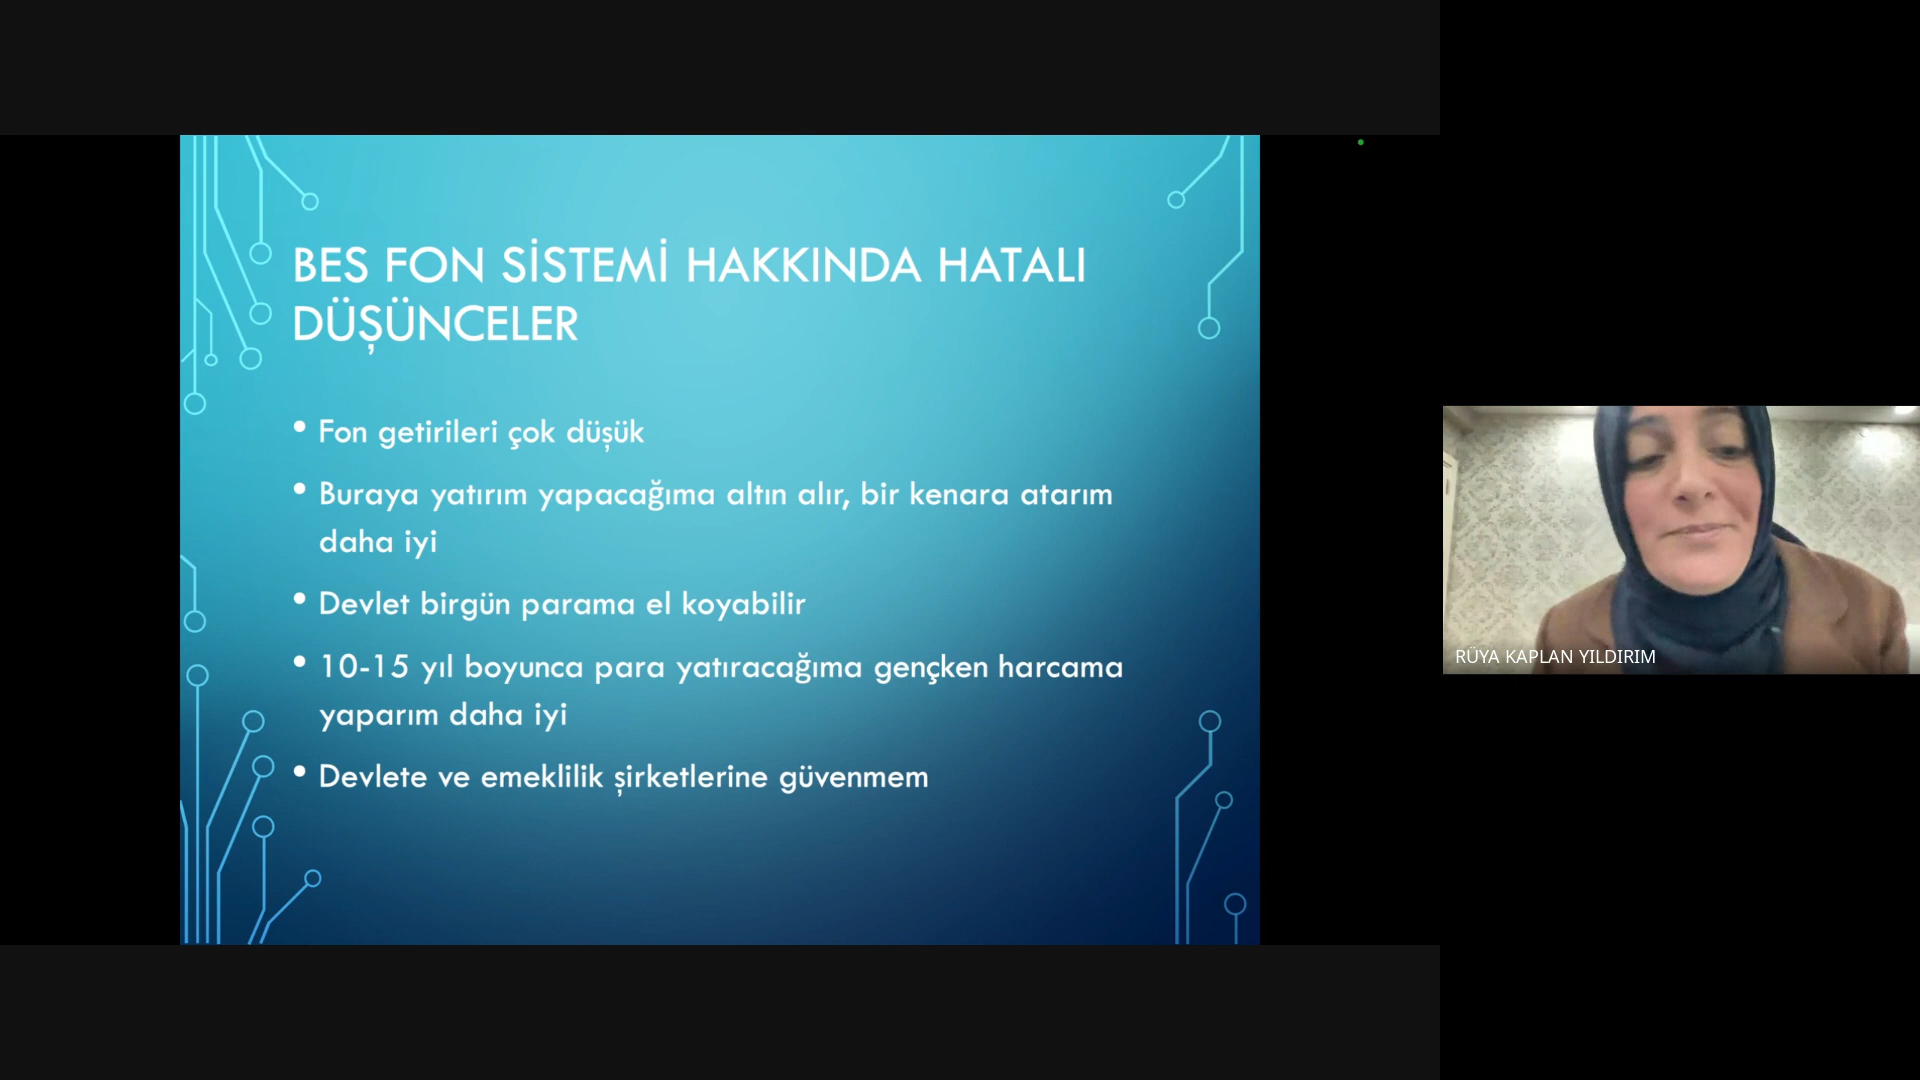 BES FON SİSTEMİ HAKKINDA HATALI
DÜŞÜNCELER
• Fon getirileri çok düşük
• Buraya yatırım yapacağıma altın alır, bir kenara atarım
daha iyi
• Devlet birgün parama el koyabilir
• 10-15 yıl boyunca para yatıracağıma gençken harcama
yaparım daha iyi
• Devlete ve emeklilik şirketlerine güvenmem
RÜYA KAPLAN YILDIRIM